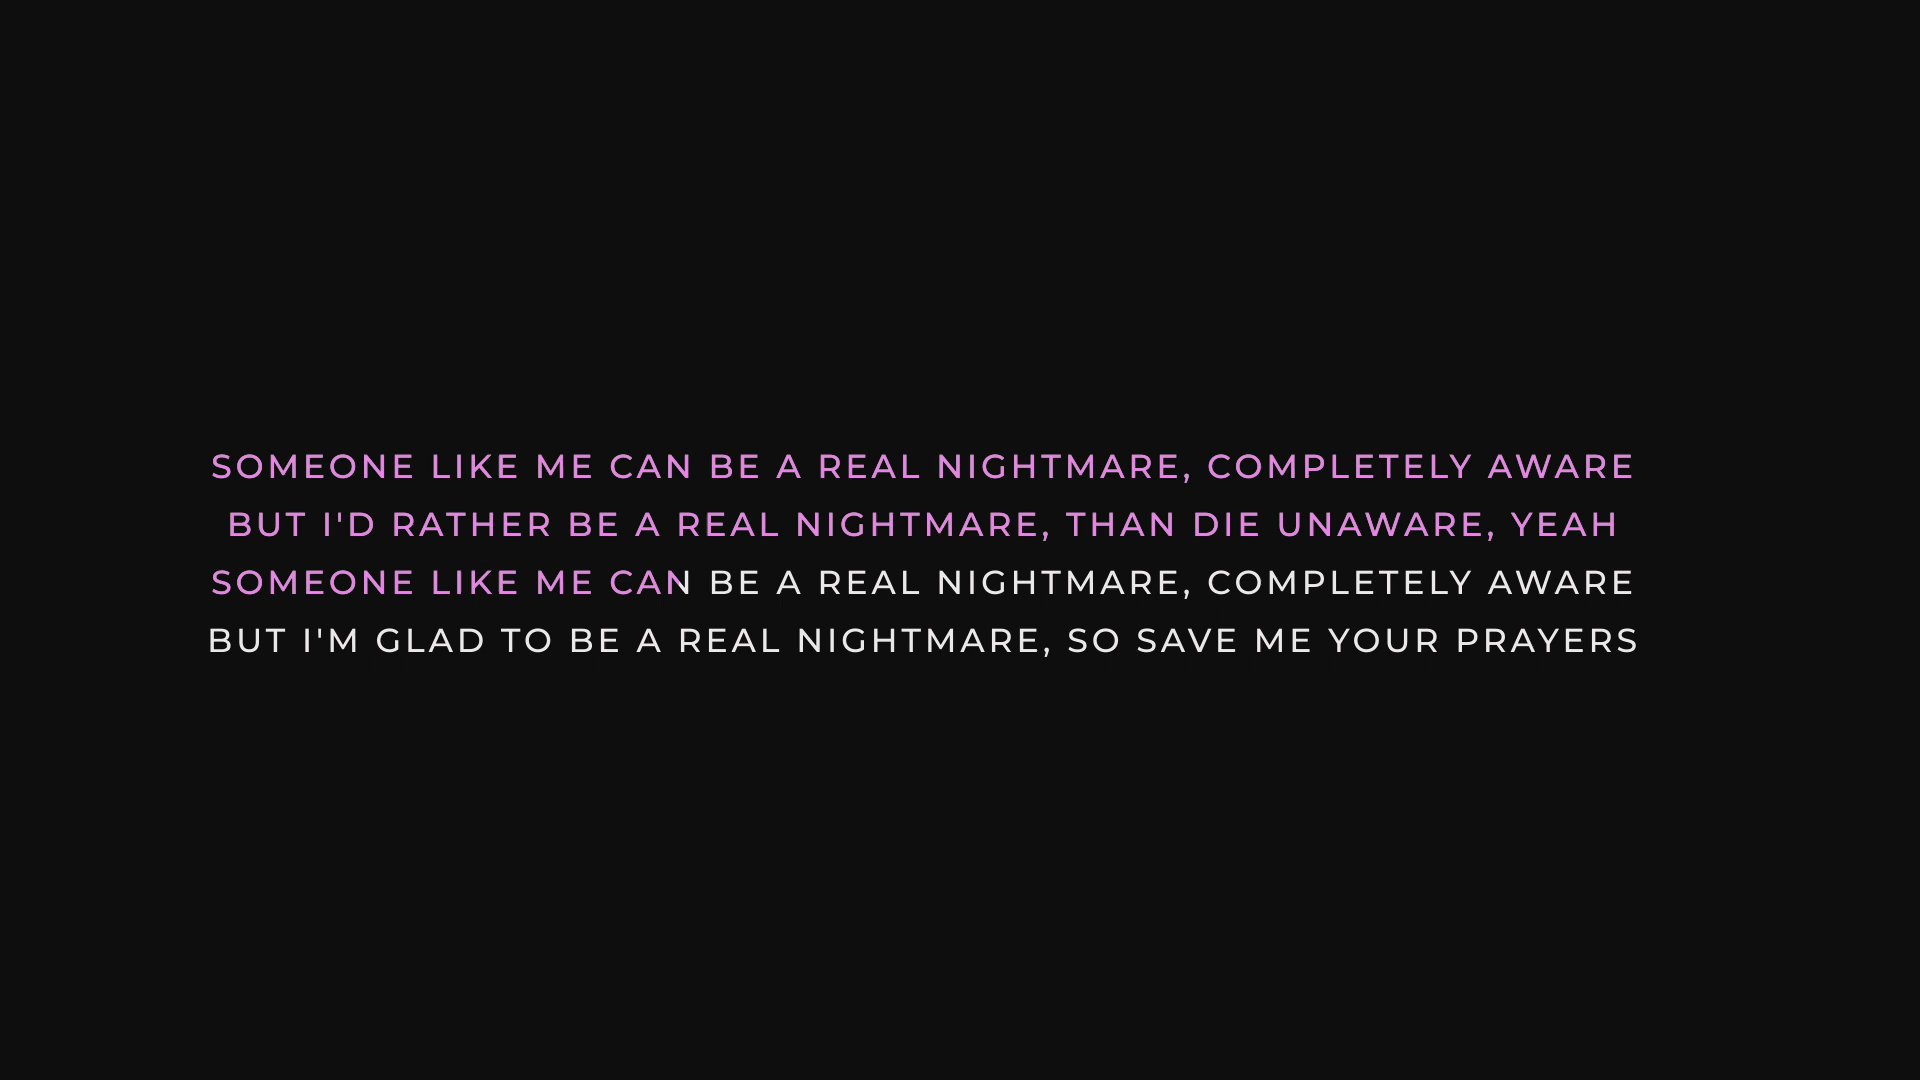 SOMEONE LIKE ME CAN BE A REAL NIGHTMARE, COMPLETELY AWARE
BUT I'D RATHER BE A REAL NIGHTMARE, THAN DIE UNAWARE, YEAH
SOMEONE LIKE ME CAN BE A REAL NIGHTMARE, COMPLETELY AWARE
BUT I'M GLAD TO BE A REAL NIGHTMARE, SO SAVE ME YOUR PRAYERS